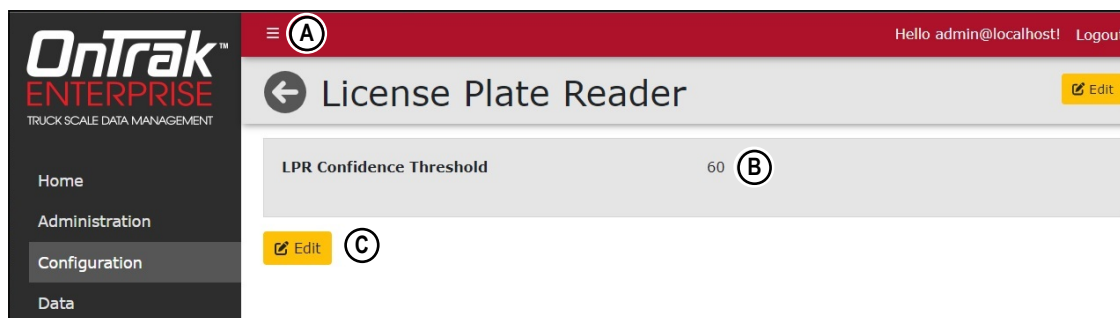 OnTrak™
ENTERPRISE
TRUCK SCALE DATA MANAGEMENT
A
Hello admin@localhost! Logout
License Plate Reader
Edit
LPR Confidence Threshold 60 B
Edit C
Home
Administration
Configuration
Data